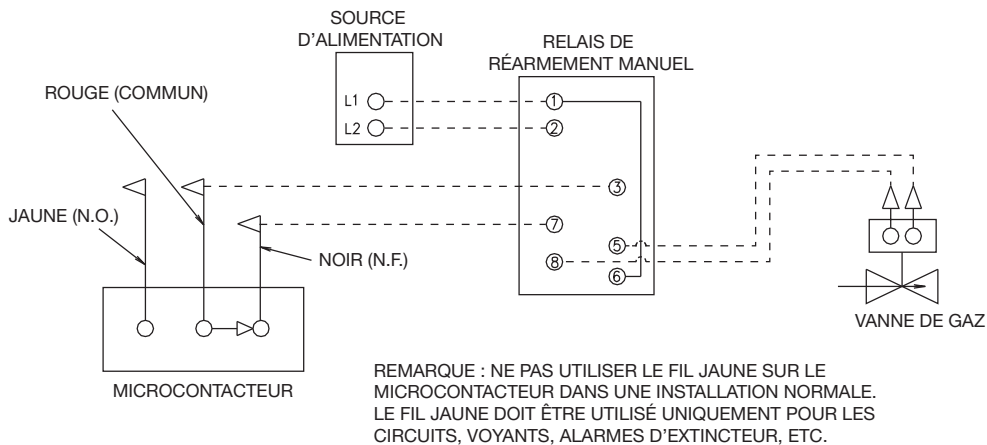 SOURCE
D'ALIMENTATION
RELAIS DE
RÉARMEMENT MANUEL
ROUGE (COMMUN)
L1
L2
1
2
3
JAUNE (N.O.)
7
NOIR (N.F.)
5
8
6
VANNE DE GAZ
MICROCONTACTEUR
REMARQUE : NE PAS UTILISER LE FIL JAUNE SUR LE
MICROCONTACTEUR DANS UNE INSTALLATION NORMALE.
LE FIL JAUNE DOIT ÊTRE UTILISÉ UNIQUEMENT POUR LES
CIRCUITS, VOYANTS, ALARMES D'EXTINCTEUR, ETC.